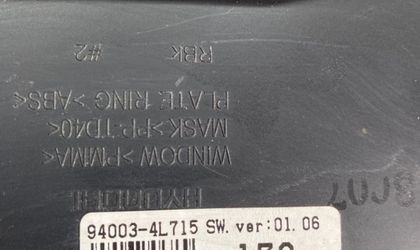 94003-4L715 SW. ver:01.06
HYUNDAI
WINDOW >PMMA<
MASK >PP-TD40<
PLATE RING >ABS<
RBK #2